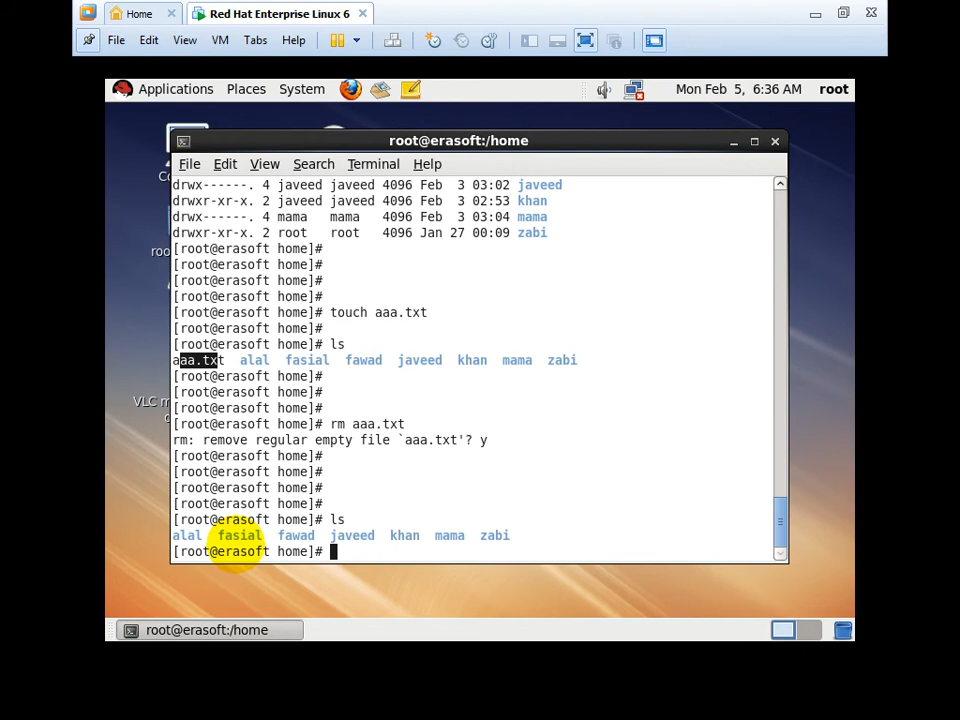 Home Red Hat Enterprise Linux 6
File Edit View VM Tabs Help
Applications Places System Mon Feb 5, 6:36 AM root
root@erasoft:/home
File Edit View Search Terminal Help
drwx------. 4 javeed javeed 4096 Feb 3 03:02 javeed
drwxr-xr-x. 2 javeed javeed 4096 Feb 3 02:53 khan
drwx------. 4 mama mama 4096 Feb 3 03:04 mama
drwxr-xr-x. 2 root root 4096 Jan 27 00:09 zabi
[root@erasoft home]#
[root@erasoft home]#
[root@erasoft home]#
[root@erasoft home]#
[root@erasoft home]# touch aaa.txt
[root@erasoft home]#
[root@erasoft home]# ls
aaa.txt alal fasial fawad javeed khan mama zabi
[root@erasoft home]#
[root@erasoft home]#
[root@erasoft home]#
[root@erasoft home]# rm aaa.txt
rm: remove regular empty file `aaa.txt'? y
[root@erasoft home]#
[root@erasoft home]#
[root@erasoft home]#
[root@erasoft home]#
[root@erasoft home]# ls
alal fasial fawad javeed khan mama zabi
[root@erasoft home]#
VLC m
root@erasoft:/home